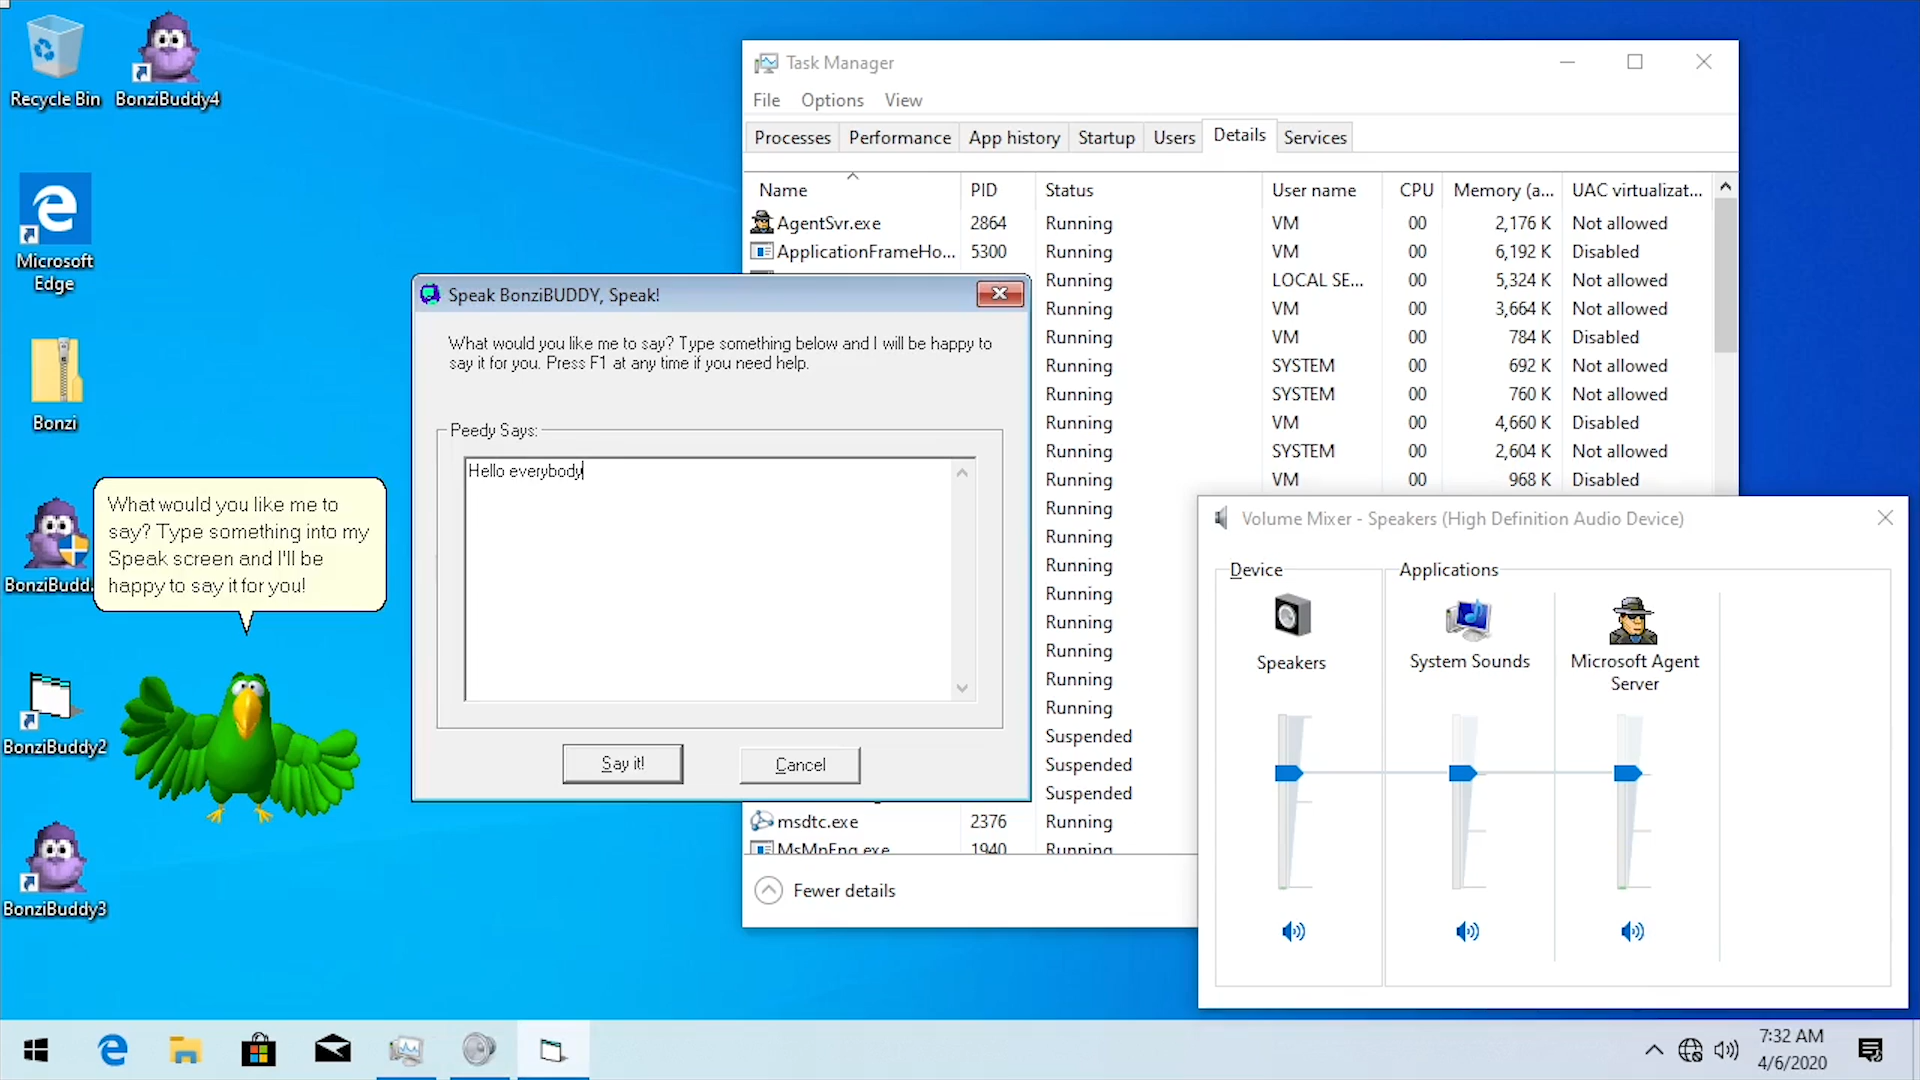 Recycle Bin
BonziBuddy4
Microsoft
Edge
Bonzi
BonziBudd.
BonziBuddy2
BonziBuddy3
What would you like me to
say? Type something into my
Speak screen and I'll be
happy to say it for you!
Task Manager
File Options View
Processes Performance App history Startup Users Details Services
Name PID Status User name CPU Memory (a... UAC virtualizat...
AgentSvr.exe 2864 Running VM 00 2,176 K Not allowed
ApplicationFrameHo... 5300 Running VM 00 6,192 K Disabled
Running LOCAL SE... 00 5,324 K Not allowed
Running VM 00 3,664 K Not allowed
Running VM 00 784 K Disabled
Running SYSTEM 00 692 K Not allowed
Running SYSTEM 00 760 K Not allowed
Running VM 00 4,660 K Disabled
Running SYSTEM 00 2,604 K Not allowed
Running VM 00 968 K Disabled
Running
Running
Running
Running
Running
Running
Running
Running
Suspended
Suspended
Suspended
msdtc.exe 2376 Running
MsMpEng.exe 1940 Running
Fewer details
Speak BonziBUDDY, Speak!
What would you like me to say? Type something below and I will be happy to
say it for you. Press F1 at any time if you need help.
Peedy Says:
Hello everybody
Say it! Cancel
Volume Mixer - Speakers (High Definition Audio Device)
Device Applications
Speakers System Sounds Microsoft Agent
Server
7:32 AM
4/6/2020